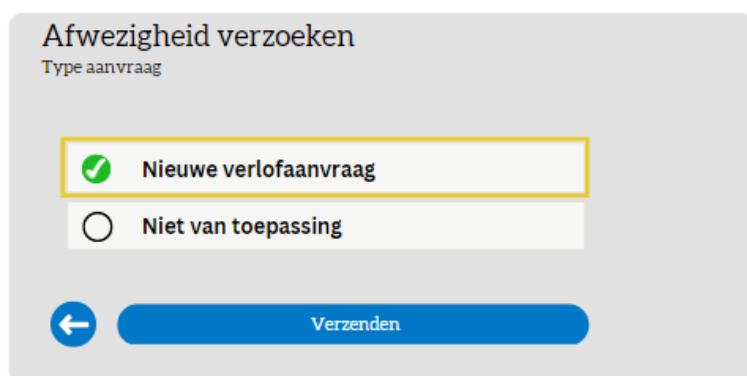 Afwezigheid verzoeken
Type aanvraag
Nieuwe verlofaanvraag
Niet van toepassing
Verzenden